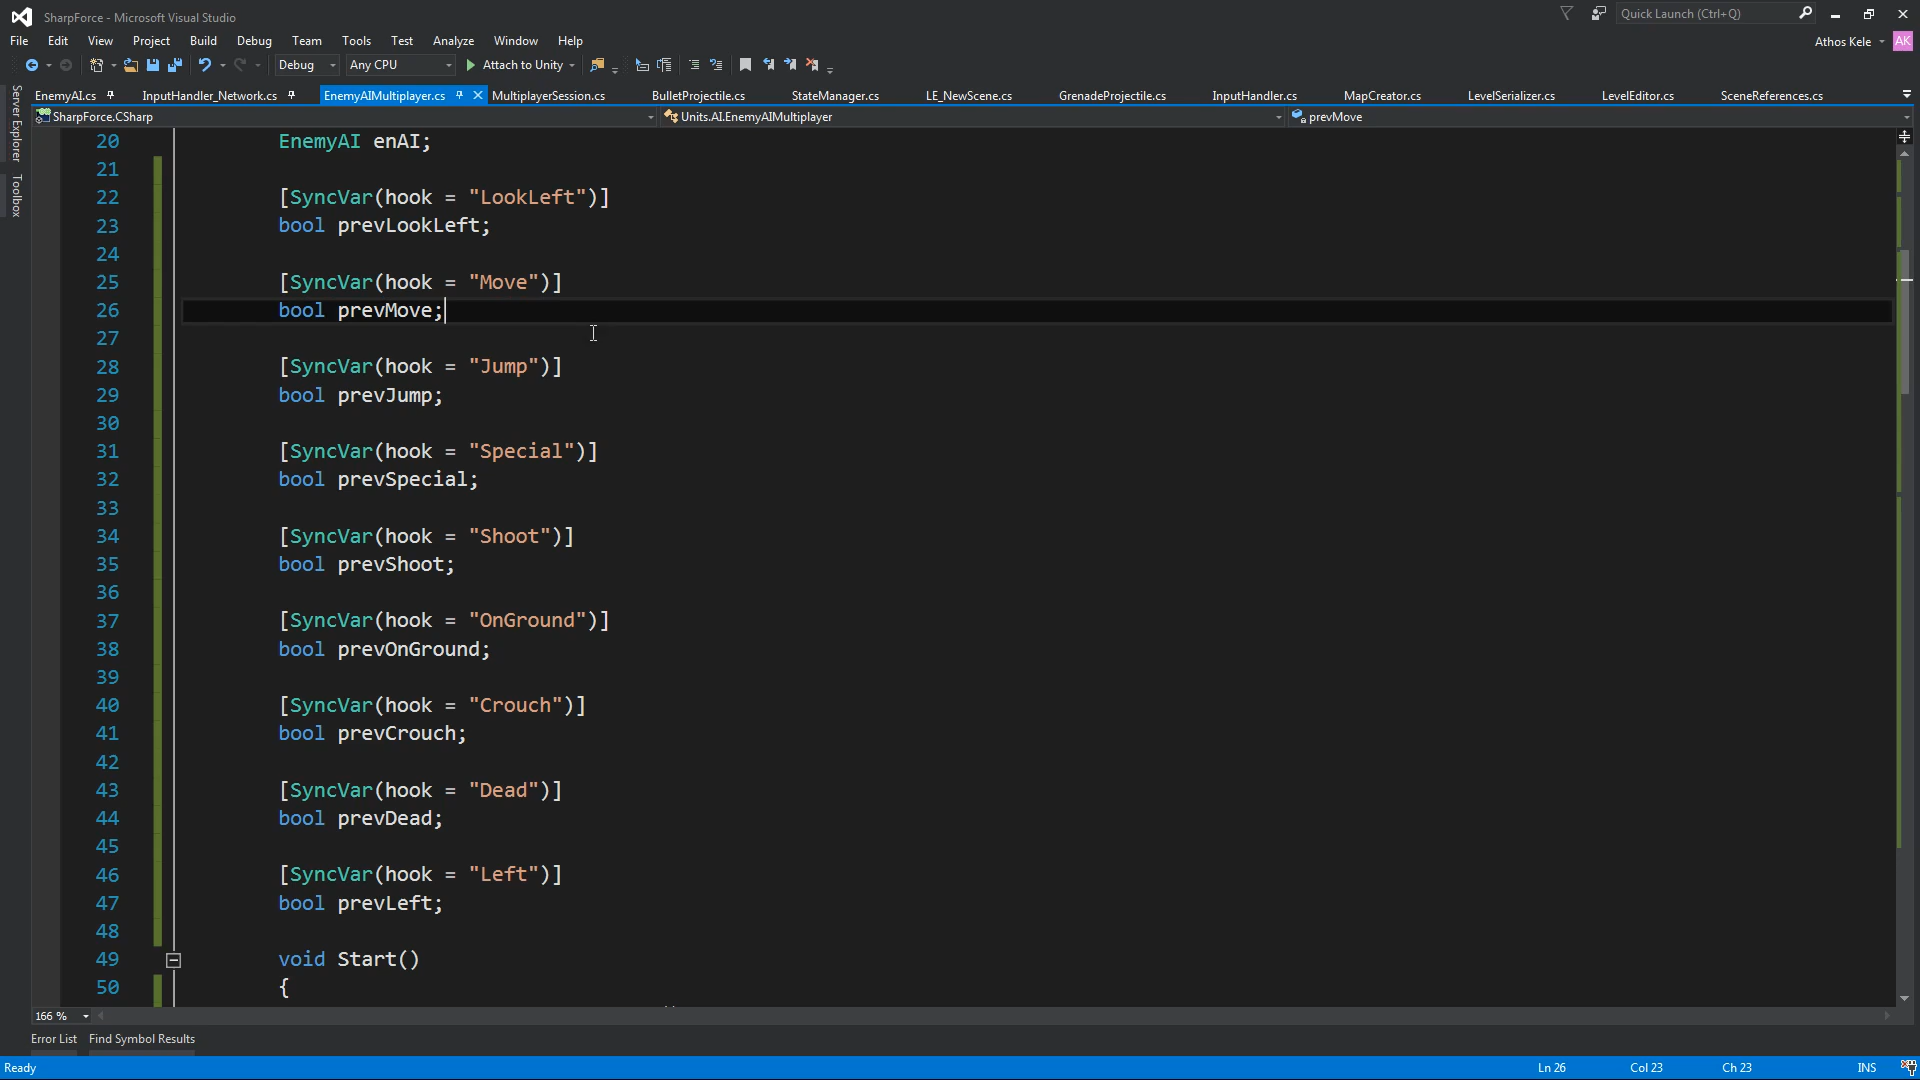 SharpForce - Microsoft Visual Studio
Quick Launch (Ctrl+Q)
File Edit View Project Build Debug Team Tools Test Analyze Window Help
Athos Kele AK
Debug Any CPU Attach to Unity
Server Explorer
Toolbox
EnemyAI.cs InputHandler_Network.cs EnemyAIMultiplayer.cs MultiplayerSession.cs BulletProjectile.cs StateManager.cs LE_NewScene.cs GrenadeProjectile.cs InputHandler.cs MapCreator.cs LevelSerializer.cs LevelEditor.cs SceneReferences.cs
SharpForce.CSharp Units.AI.EnemyAIMultiplayer prevMove
20 EnemyAI enAI;
21
22 [SyncVar(hook = "LookLeft")]
23 bool prevLookLeft;
24
25 [SyncVar(hook = "Move")]
26 bool prevMove;
27
28 [SyncVar(hook = "Jump")]
29 bool prevJump;
30
31 [SyncVar(hook = "Special")]
32 bool prevSpecial;
33
34 [SyncVar(hook = "Shoot")]
35 bool prevShoot;
36
37 [SyncVar(hook = "OnGround")]
38 bool prevOnGround;
39
40 [SyncVar(hook = "Crouch")]
41 bool prevCrouch;
42
43 [SyncVar(hook = "Dead")]
44 bool prevDead;
45
46 [SyncVar(hook = "Left")]
47 bool prevLeft;
48
49 void Start()
50 {
166 %
Error List Find Symbol Results
Ready Ln 26 Col 23 Ch 23 INS